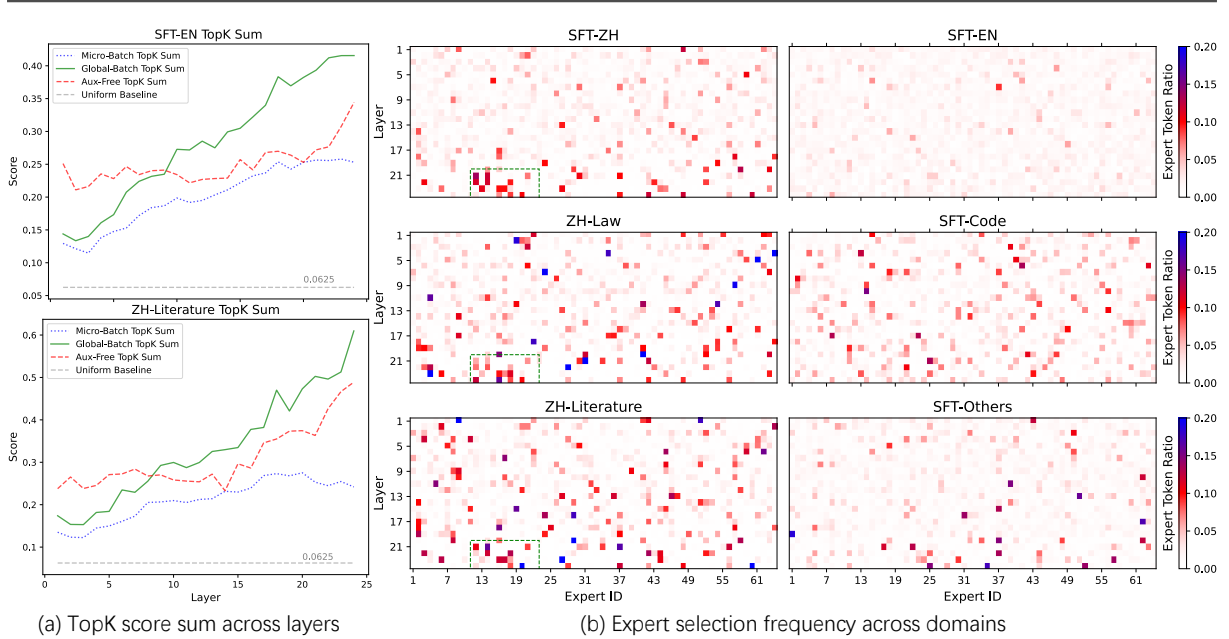 SFT-EN TopK Sum
Micro-Batch TopK Sum
Global-Batch TopK Sum
Aux-Free TopK Sum
Uniform Baseline
0,40
0.35
0.30
0.25
0.20
0.15
0.10
0.05
Score
0.0625
ZH-Literature TopK Sum
Micro-Batch TopK Sum
Global-Batch TopK Sum
Aux-Free TopK Sum
Uniform Baseline
0.6
0.5
0.4
0.3
0.2
0.1
Score
0.0625
0 5 10 15 20 25
Layer
(a) TopK score sum across layers
SFT-ZH
1
5
9
13
17
21
Layer
SFT-EN
0.20
0.15
0.10
0.05
0.00
Expert Token Ratio
ZH-Law
1
5
9
13
17
21
Layer
SFT-Code
0.20
0.15
0.10
0.05
0.00
Expert Token Ratio
ZH-Literature
1
5
9
13
17
21
Layer
1 7 13 19 25 31 37 43 49 55 61
Expert ID
SFT-Others
1 7 13 19 25 31 37 43 49 55 61
Expert ID
0.20
0.15
0.10
0.05
0.00
Expert Token Ratio
(b) Expert selection frequency across domains